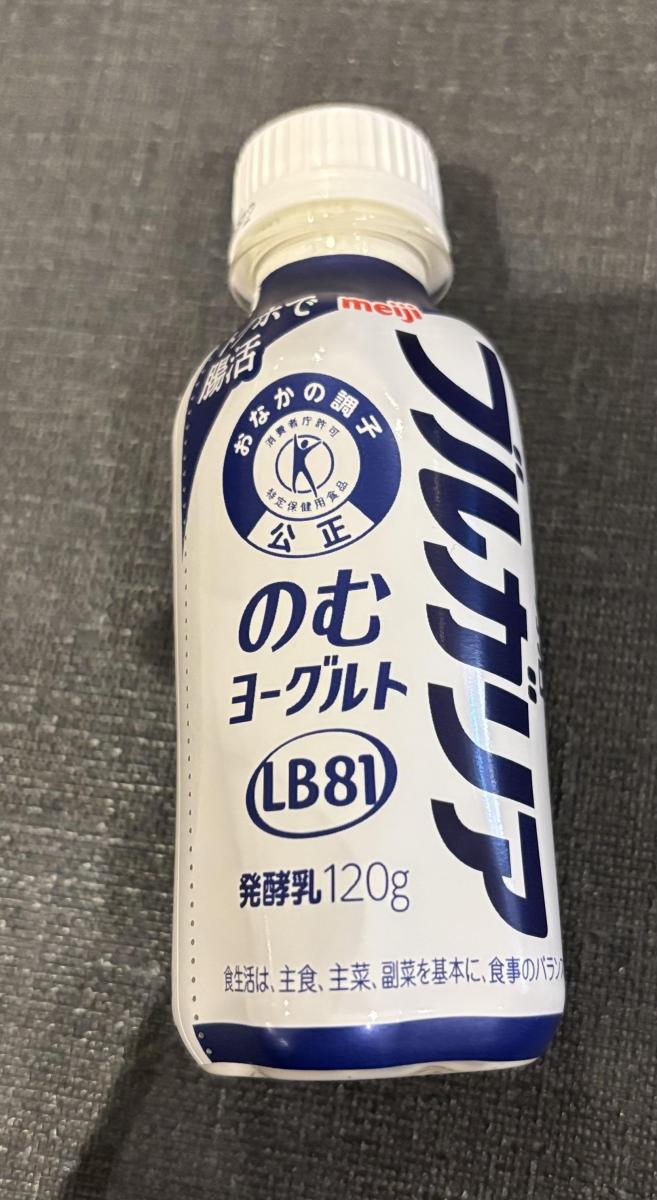 meiji
ブルガリア
腸活
おなかの調子
消費者庁許可
特定保健用食品
公正
のむ
ヨーグルト
LB81
発酵乳120g
食生活は、主食、主菜、副菜を基本に、食事のバラン